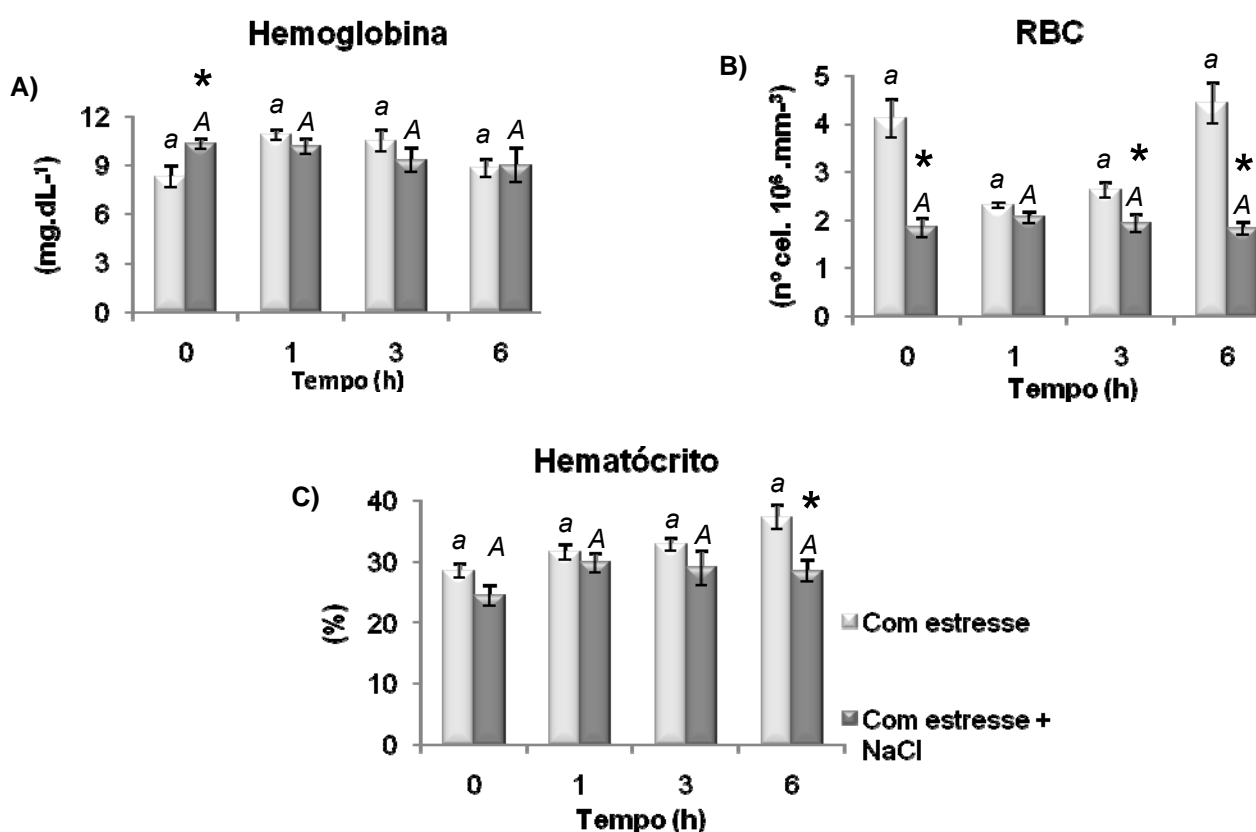 Hemoglobina
A)
*
a A a A a A a A
12
9
6
3
0
(mg.dL-¹)
0 1 3 6
Tempo (h)
RBC
B)
a * A a A a * A a * A
5
4
3
2
1
0
(nº cel. 10⁶ .mm-³)
0 1 3 6
Tempo (h)
Hematócrito
C)
a A a A a A a * A
40
30
20
10
0
(%)
0 1 3 6
Tempo (h)
Com estresse
Com estresse +
NaCl